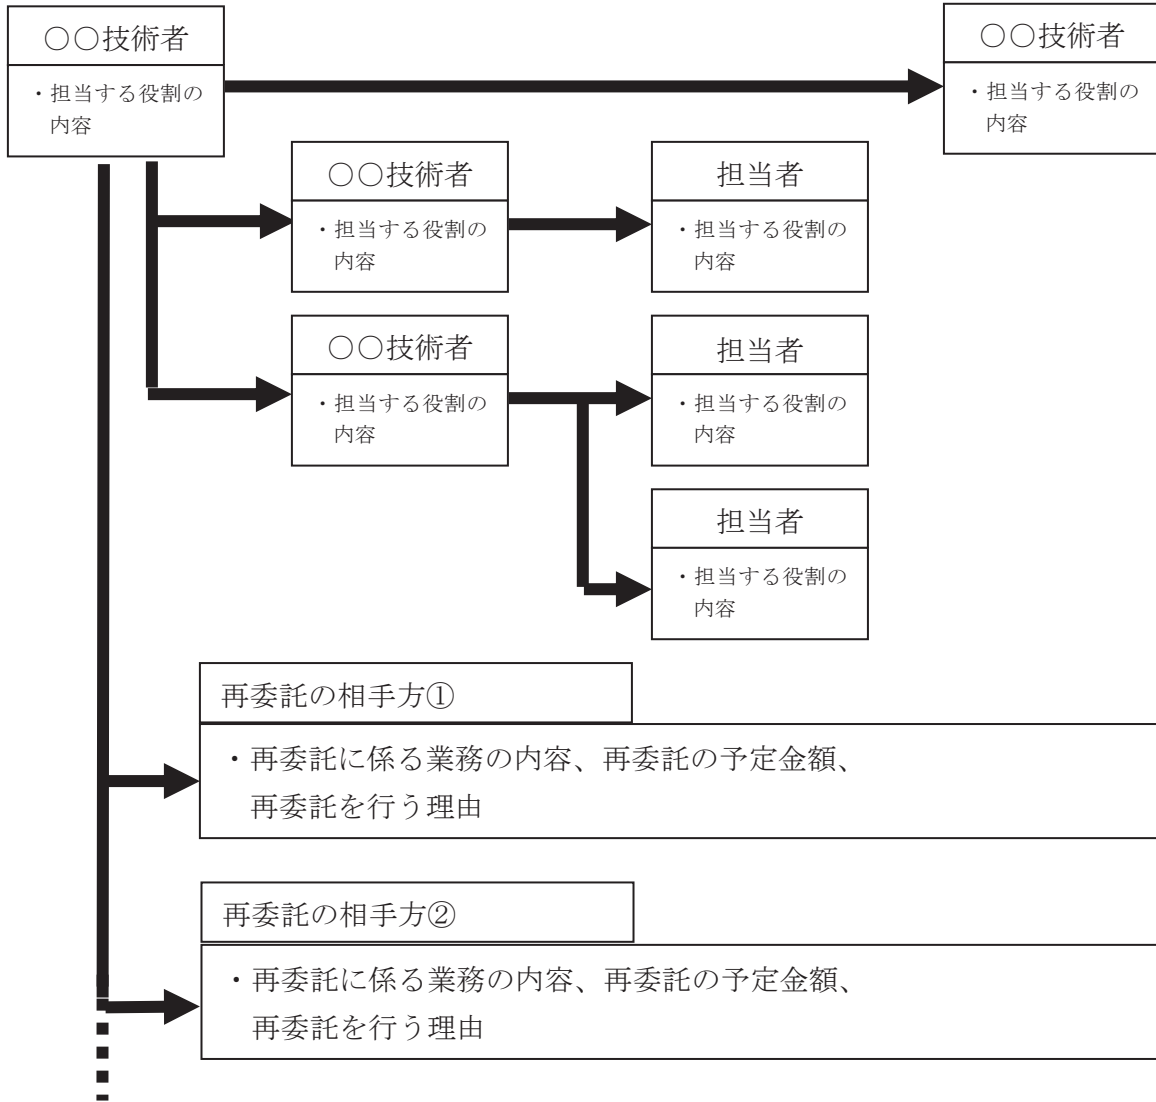 ○○技術者
・担当する役割の
内容
○○技術者
・担当する役割の
内容
○○技術者
・担当する役割の
内容
担当者
・担当する役割の
内容
○○技術者
・担当する役割の
内容
担当者
・担当する役割の
内容
担当者
・担当する役割の
内容
再委託の相手方①
・再委託に係る業務の内容、再委託の予定金額、
再委託を行う理由
再委託の相手方②
・再委託に係る業務の内容、再委託の予定金額、
再委託を行う理由